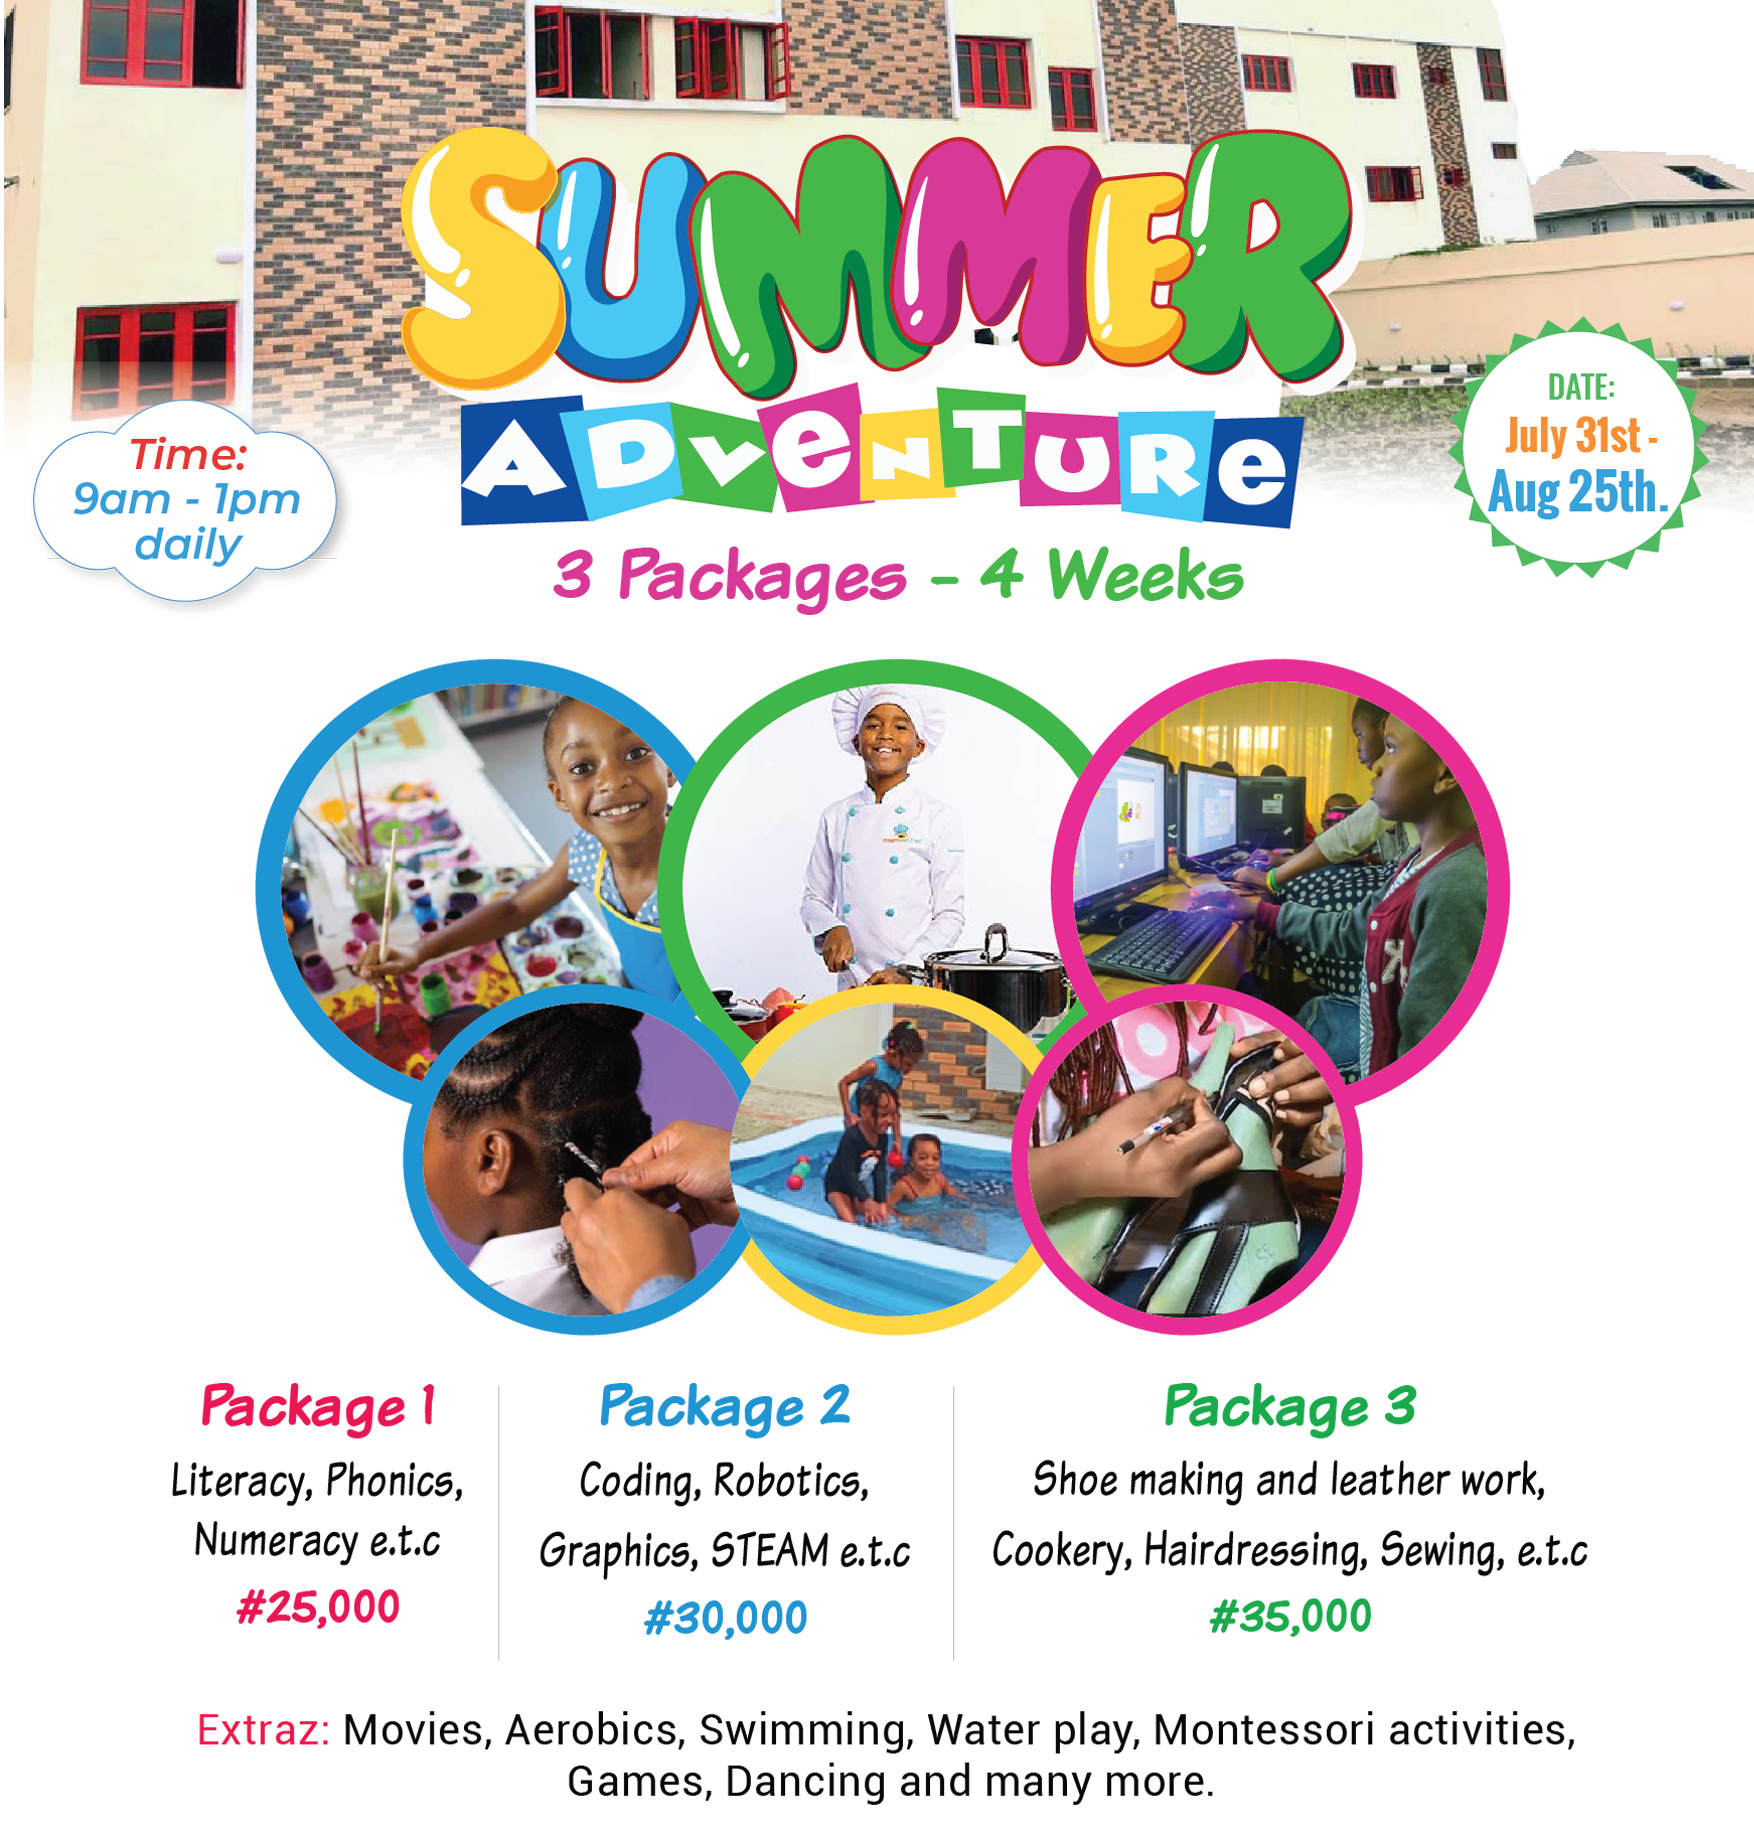 SUMMER
ADVeNTURe
Time:
9am - 1pm
daily
DATE:
July 31st -
Aug 25th.
3 Packages - 4 Weeks
Package 1
Literacy, Phonics,
Numeracy e.t.c
#25,000
Package 2
Coding, Robotics,
Graphics, STEAM e.t.c
#30,000
Package 3
Shoe making and leather work,
Cookery, Hairdressing, Sewing, e.t.c
#35,000
Extraz: Movies, Aerobics, Swimming, Water play, Montessori activities,
Games, Dancing and many more.